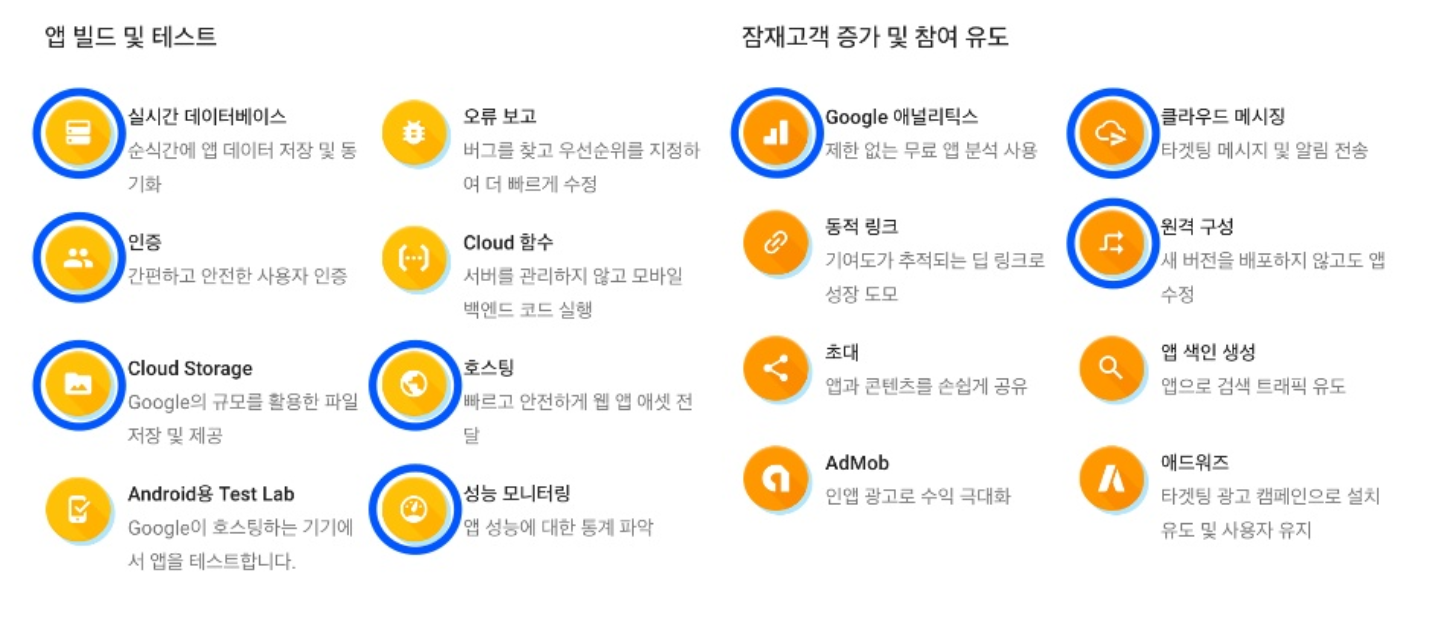 앱 빌드 및 테스트
실시간 데이터베이스
순식간에 앱 데이터 저장 및 동
기화
오류 보고
버그를 찾고 우선순위를 지정하
여 더 빠르게 수정
인증
간편하고 안전한 사용자 인증
Cloud 함수
서버를 관리하지 않고 모바일
백엔드 코드 실행
Cloud Storage
Google의 규모를 활용한 파일
저장 및 제공
호스팅
빠르고 안전하게 웹 앱 애셋 전
달
Android용 Test Lab
Google이 호스팅하는 기기에
서 앱을 테스트합니다.
성능 모니터링
앱 성능에 대한 통계 파악
잠재고객 증가 및 참여 유도
Google 애널리틱스
제한 없는 무료 앱 분석 사용
클라우드 메시징
타겟팅 메시지 및 알림 전송
동적 링크
기여도가 추적되는 딥 링크로
성장 도모
원격 구성
새 버전을 배포하지 않고도 앱
수정
초대
앱과 콘텐츠를 손쉽게 공유
앱 색인 생성
앱으로 검색 트래픽 유도
AdMob
인앱 광고로 수익 극대화
애드워즈
타겟팅 광고 캠페인으로 설치
유도 및 사용자 유지